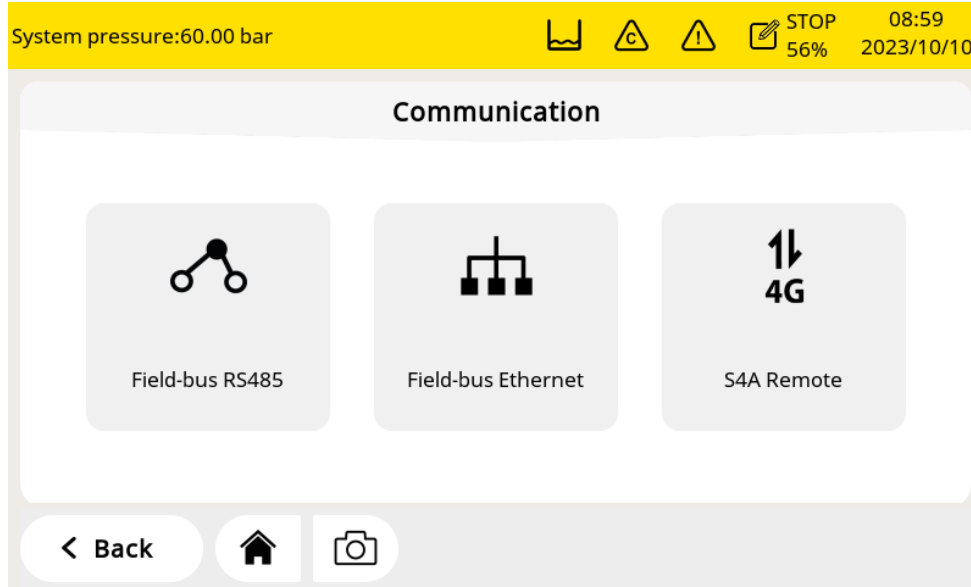 System pressure:60.00 bar
C
!
STOP
56%
08:59
2023/10/10
Communication
4G
Field-bus RS485
Field-bus Ethernet
S4A Remote
< Back